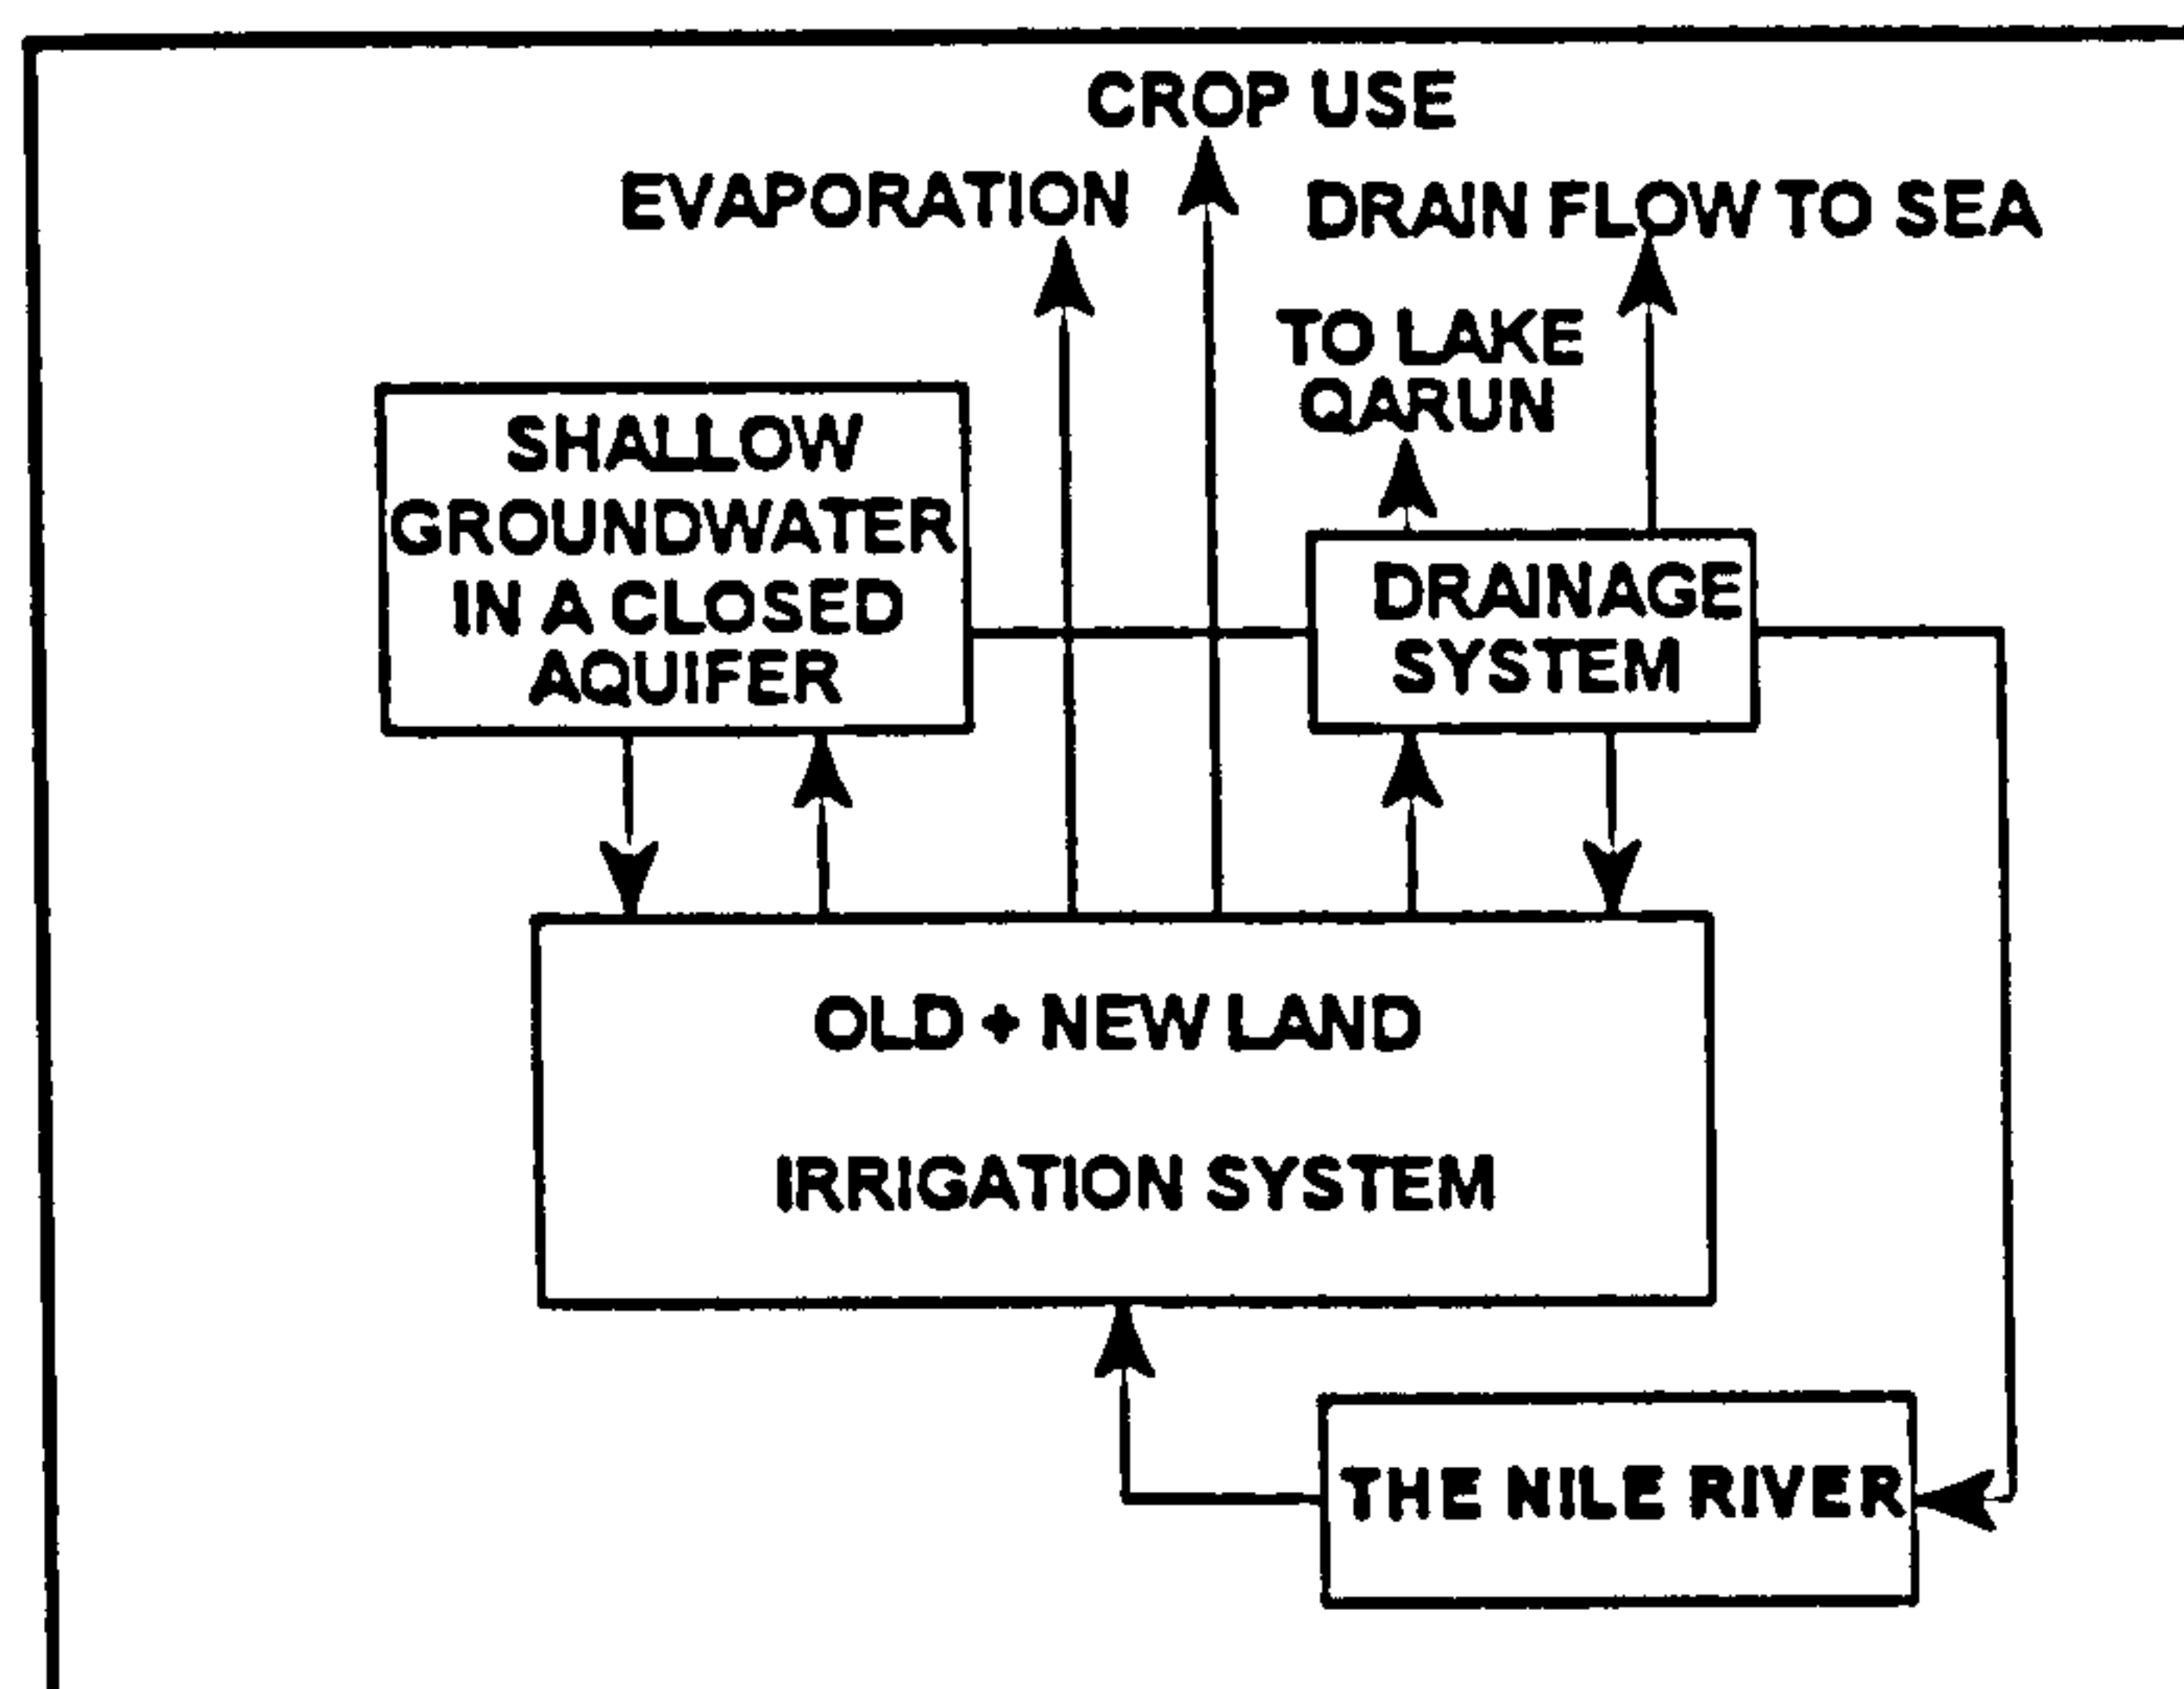 CROP USE
EVAPORATION
DRAIN FLOW TO SEA
TO LAKE
QARUN
SHALLOW
GROUNDWATER
IN A CLOSED
AQUIFER
DRAINAGE
SYSTEM
OLD + NEW LAND
IRRIGATION SYSTEM
THE NILE RIVER